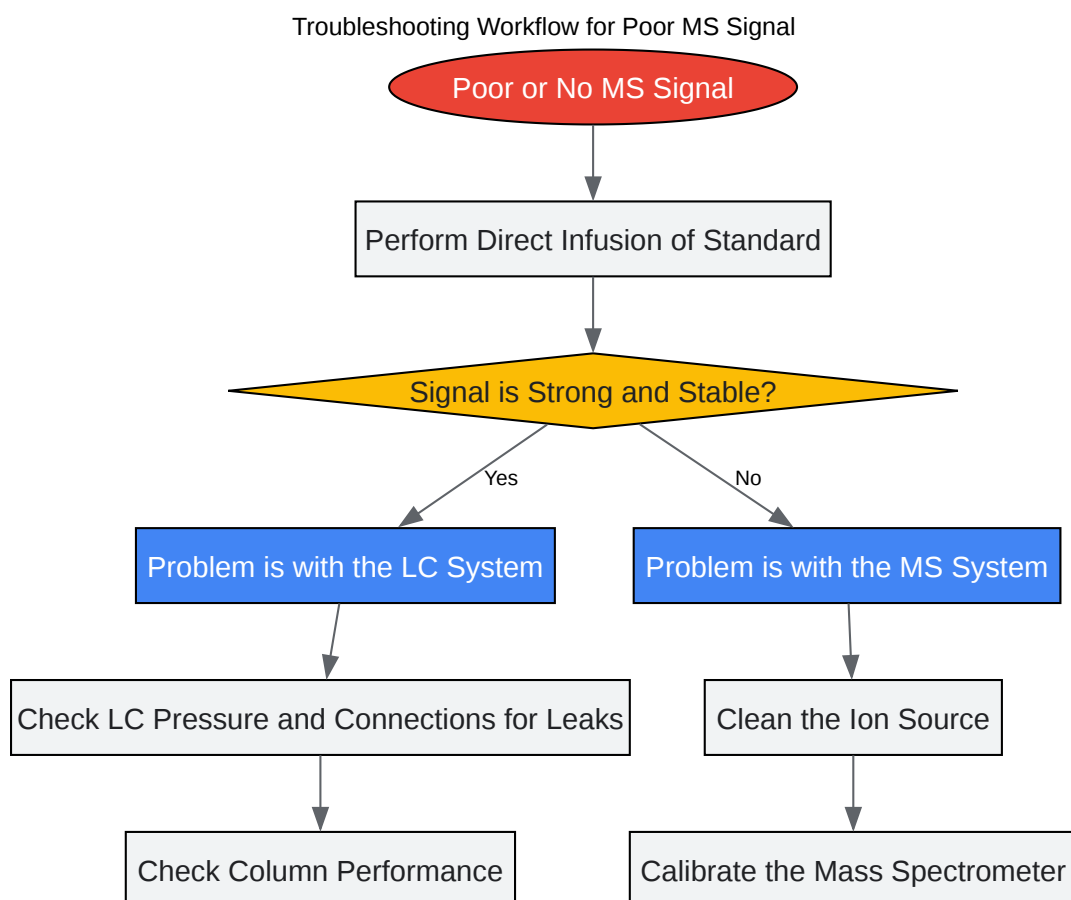 Troubleshooting Workflow for Poor MS Signal
Poor or No MS Signal
Perform Direct Infusion of Standard
Signal is Strong and Stable?
Yes
No
Problem is with the LC System
Problem is with the MS System
Check LC Pressure and Connections for Leaks
Clean the Ion Source
Check Column Performance
Calibrate the Mass Spectrometer